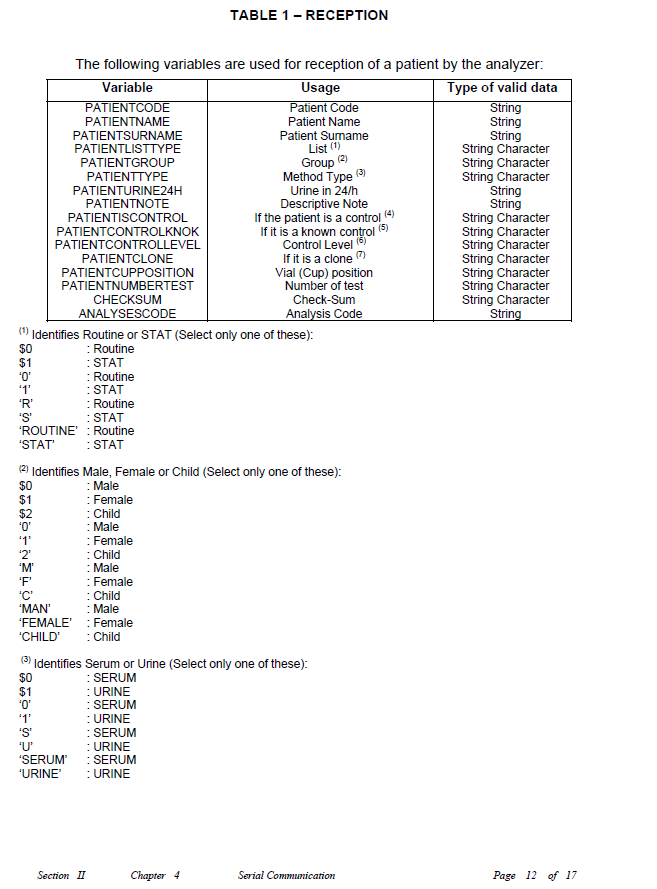 TABLE 1 – RECEPTION
The following variables are used for reception of a patient by the analyzer:
Variable Usage Type of valid data
PATIENTCODE Patient Code String
PATIENTNAME Patient Name String
PATIENTSURNAME Patient Surname String
PATIENTLISTTYPE List (1) String Character
PATIENTGROUP Group (2) String Character
PATIENTTYPE Method Type (3) String Character
PATIENTURINE24H Urine in 24/h String
PATIENTNOTE Descriptive Note String
PATIENTISCONTROL If the patient is a control (4) String Character
PATIENTCONTROLKNOK If it is a known control (5) String Character
PATIENTCONTROLLEVEL Control Level (6) String Character
PATIENTCLONE If it is a clone (7) String Character
PATIENTCUPPOSITION Vial (Cup) position String Character
PATIENTNUMBERTEST Number of test String Character
CHECKSUM Check-Sum String Character
ANALYSESCODE Analysis Code String
(1) Identifies Routine or STAT (Select only one of these):
$0 : Routine
$1 : STAT
‘0’ : Routine
‘1’ : STAT
‘R’ : Routine
‘S’ : STAT
‘ROUTINE’ : Routine
‘STAT’ : STAT
(2) Identifies Male, Female or Child (Select only one of these):
$0 : Male
$1 : Female
$2 : Child
‘0’ : Male
‘1’ : Female
‘2’ : Child
‘M’ : Male
‘F’ : Female
‘C’ : Child
‘MAN’ : Male
‘FEMALE’ : Female
‘CHILD’ : Child
(3) Identifies Serum or Urine (Select only one of these):
$0 : SERUM
$1 : URINE
‘0’ : SERUM
‘1’ : URINE
‘S’ : SERUM
‘U’ : URINE
‘SERUM’ : SERUM
‘URINE’ : URINE
Section II Chapter 4 Serial Communication Page 12 of 17